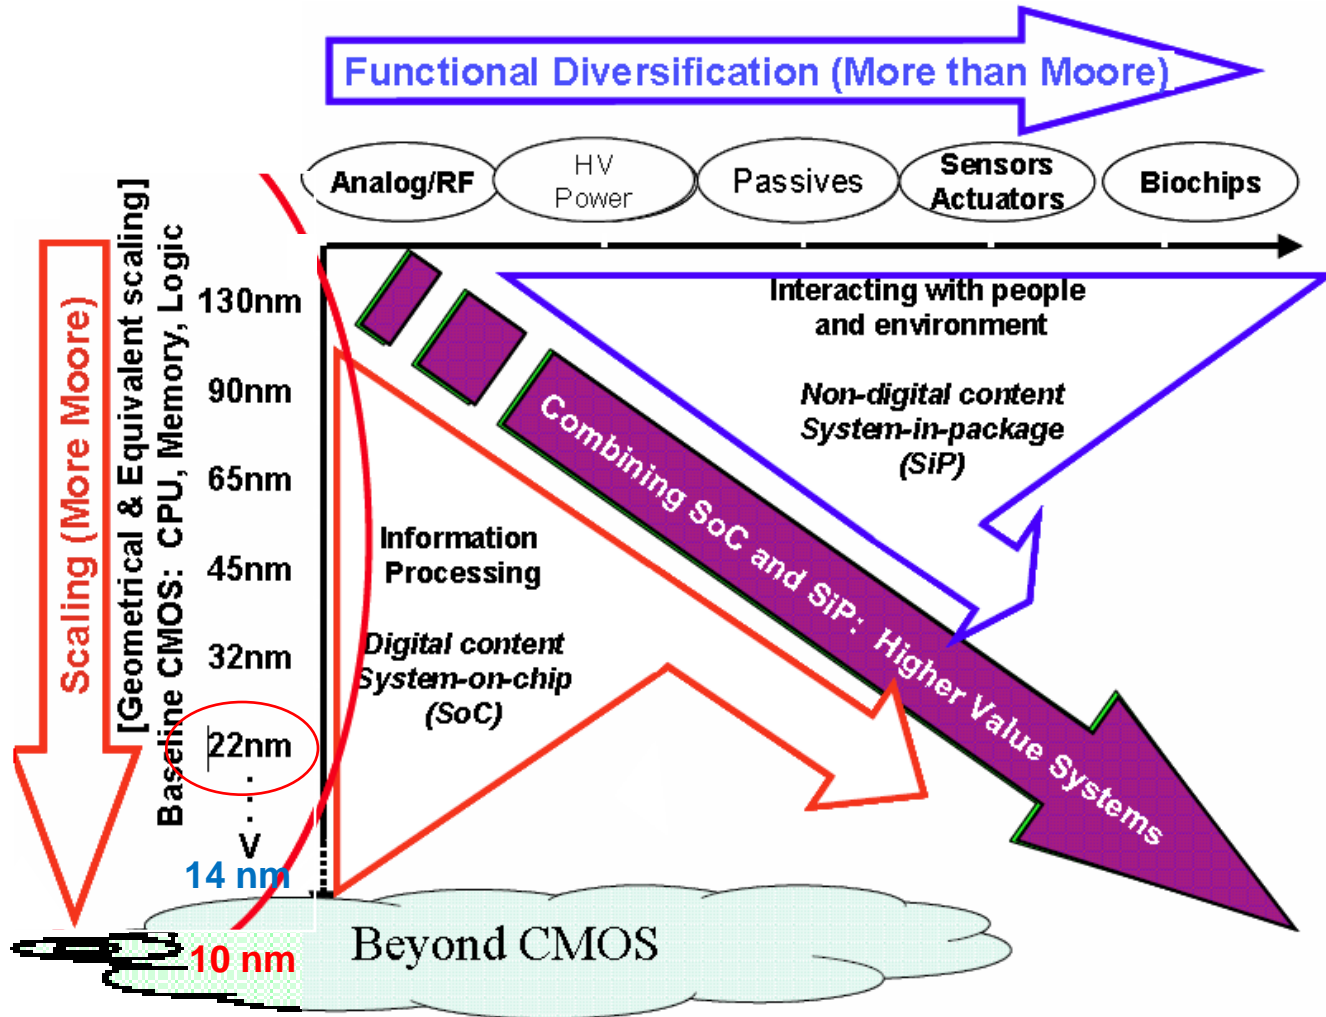 Functional Diversification (More than Moore)
Analog/RF
HV
Power
Passives
Sensors
Actuators
Biochips
Scaling (More Moore)
[Geometrical & Equivalent scaling]
Baseline CMOS: CPU, Memory, Logic
130nm
90nm
65nm
45nm
32nm
22nm
V
14 nm
10 nm
Interacting with people
and environment
Non-digital content
System-in-package
(SiP)
Combining SoC and SiP: Higher Value Systems
Information
Processing
Digital content
System-on-chip
(SoC)
Beyond CMOS